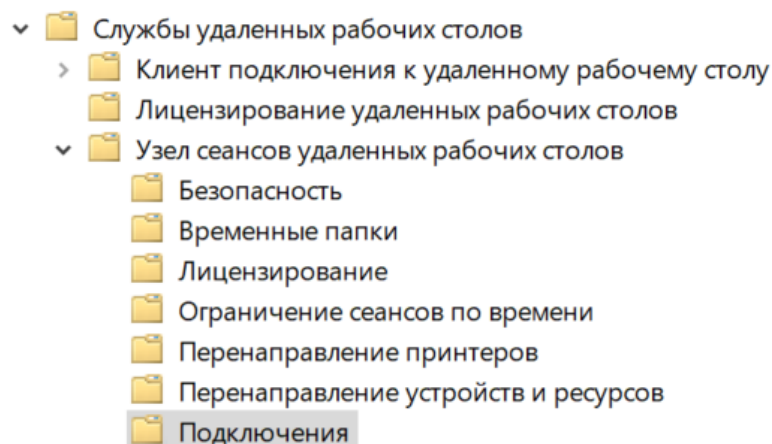 Службы удаленных рабочих столов
Клиент подключения к удаленному рабочему столу
Лицензирование удаленных рабочих столов
Узел сеансов удаленных рабочих столов
Безопасность
Временные папки
Лицензирование
Ограничение сеансов по времени
Перенаправление принтеров
Перенаправление устройств и ресурсов
Подключения